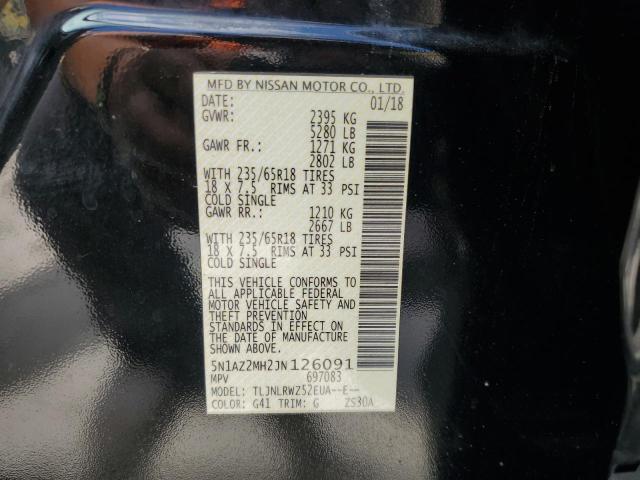 MFD BY NISSAN MOTOR CO., LTD.
DATE: 01/18
GVWR: 2395 KG
5280 LB
GAWR FR.: 1271 KG
2802 LB
WITH 235/65R18 TIRES
18 X 7.5 RIMS AT 33 PSI
COLD SINGLE
GAWR RR.: 1210 KG
2667 LB
WITH 235/65R18 TIRES
18 X 7.5 RIMS AT 33 PSI
COLD SINGLE
THIS VEHICLE CONFORMS TO
ALL APPLICABLE FEDERAL
MOTOR VEHICLE SAFETY AND
THEFT PREVENTION
STANDARDS IN EFFECT ON
THE DATE OF MANUFACTURE
SHOWN ABOVE.
5N1AZ2MH2JN126091
MPV 697083
MODEL: TLJNLRWZ52EUA--E--
COLOR: G41 TRIM: G ZS30A